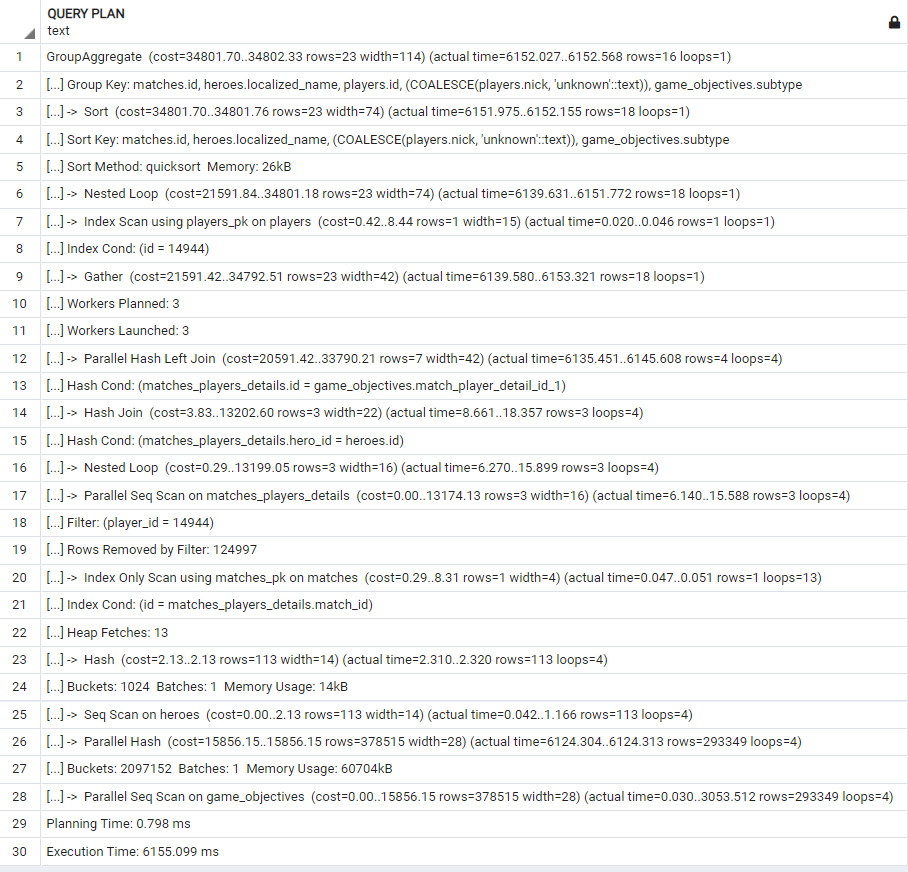 QUERY PLAN
text
1 GroupAggregate (cost=34801.70..34802.33 rows=23 width=114) (actual time=6152.027..6152.568 rows=16 loops=1)
2 [...] Group Key: matches.id, heroes.localized_name, players.id, (COALESCE(players.nick, 'unknown'::text)), game_objectives.subtype
3 [...] -> Sort (cost=34801.70..34801.76 rows=23 width=74) (actual time=6151.975..6152.155 rows=18 loops=1)
4 [...] Sort Key: matches.id, heroes.localized_name, (COALESCE(players.nick, 'unknown'::text)), game_objectives.subtype
5 [...] Sort Method: quicksort Memory: 26kB
6 [...] -> Nested Loop (cost=21591.84..34801.18 rows=23 width=74) (actual time=6139.631..6151.772 rows=18 loops=1)
7 [...] -> Index Scan using players_pk on players (cost=0.42..8.44 rows=1 width=15) (actual time=0.020..0.046 rows=1 loops=1)
8 [...] Index Cond: (id = 14944)
9 [...] -> Gather (cost=21591.42..34792.51 rows=23 width=42) (actual time=6139.580..6153.321 rows=18 loops=1)
10 [...] Workers Planned: 3
11 [...] Workers Launched: 3
12 [...] -> Parallel Hash Left Join (cost=20591.42..33790.21 rows=7 width=42) (actual time=6135.451..6145.608 rows=4 loops=4)
13 [...] Hash Cond: (matches_players_details.id = game_objectives.match_player_detail_id_1)
14 [...] -> Hash Join (cost=3.83..13202.60 rows=3 width=22) (actual time=8.661..18.357 rows=3 loops=4)
15 [...] Hash Cond: (matches_players_details.hero_id = heroes.id)
16 [...] -> Nested Loop (cost=0.29..13199.05 rows=3 width=16) (actual time=6.270..15.899 rows=3 loops=4)
17 [...] -> Parallel Seq Scan on matches_players_details (cost=0.00..13174.13 rows=3 width=16) (actual time=6.140..15.588 rows=3 loops=4)
18 [...] Filter: (player_id = 14944)
19 [...] Rows Removed by Filter: 124997
20 [...] -> Index Only Scan using matches_pk on matches (cost=0.29..8.31 rows=1 width=4) (actual time=0.047..0.051 rows=1 loops=13)
21 [...] Index Cond: (id = matches_players_details.match_id)
22 [...] Heap Fetches: 13
23 [...] -> Hash (cost=2.13..2.13 rows=113 width=14) (actual time=2.310..2.320 rows=113 loops=4)
24 [...] Buckets: 1024 Batches: 1 Memory Usage: 14kB
25 [...] -> Seq Scan on heroes (cost=0.00..2.13 rows=113 width=14) (actual time=0.042..1.166 rows=113 loops=4)
26 [...] -> Parallel Hash (cost=15856.15..15856.15 rows=378515 width=28) (actual time=6124.304..6124.313 rows=293349 loops=4)
27 [...] Buckets: 2097152 Batches: 1 Memory Usage: 60704kB
28 [...] -> Parallel Seq Scan on game_objectives (cost=0.00..15856.15 rows=378515 width=28) (actual time=0.030..3053.512 rows=293349 loops=4)
29 Planning Time: 0.798 ms
30 Execution Time: 6155.099 ms